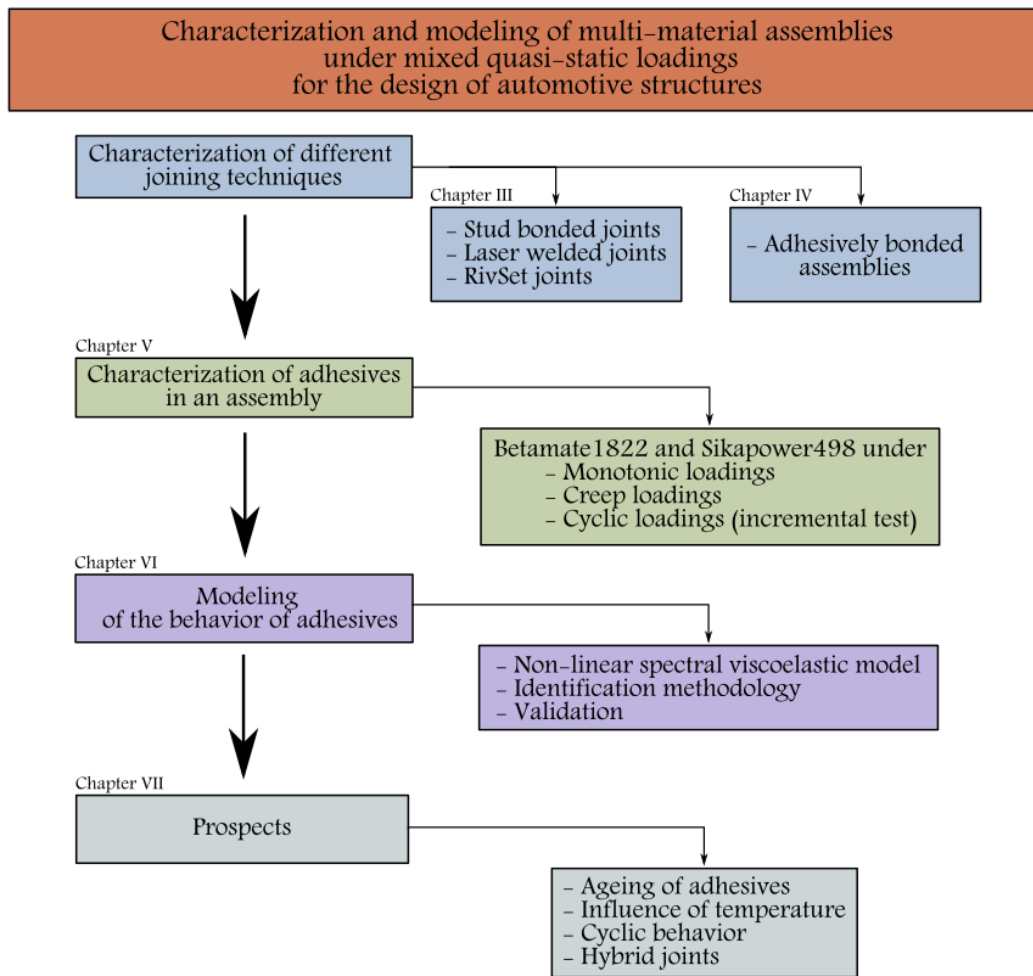 Characterization and modeling of multi-material assemblies
under mixed quasi-static loadings
for the design of automotive structures
Characterization of different
joining techniques
Chapter III
- Stud bonded joints
- Laser welded joints
- RivSet joints
Chapter IV
- Adhesively bonded
assemblies
Chapter V
Characterization of adhesives
in an assembly
Betamate1822 and Sikapower498 under
- Monotonic loadings
- Creep loadings
- Cyclic loadings (incremental test)
Chapter VI
Modeling
of the behavior of adhesives
- Non-linear spectral viscoelastic model
- Identification methodology
- Validation
Chapter VII
Prospects
- Ageing of adhesives
- Influence of temperature
- Cyclic behavior
- Hybrid joints